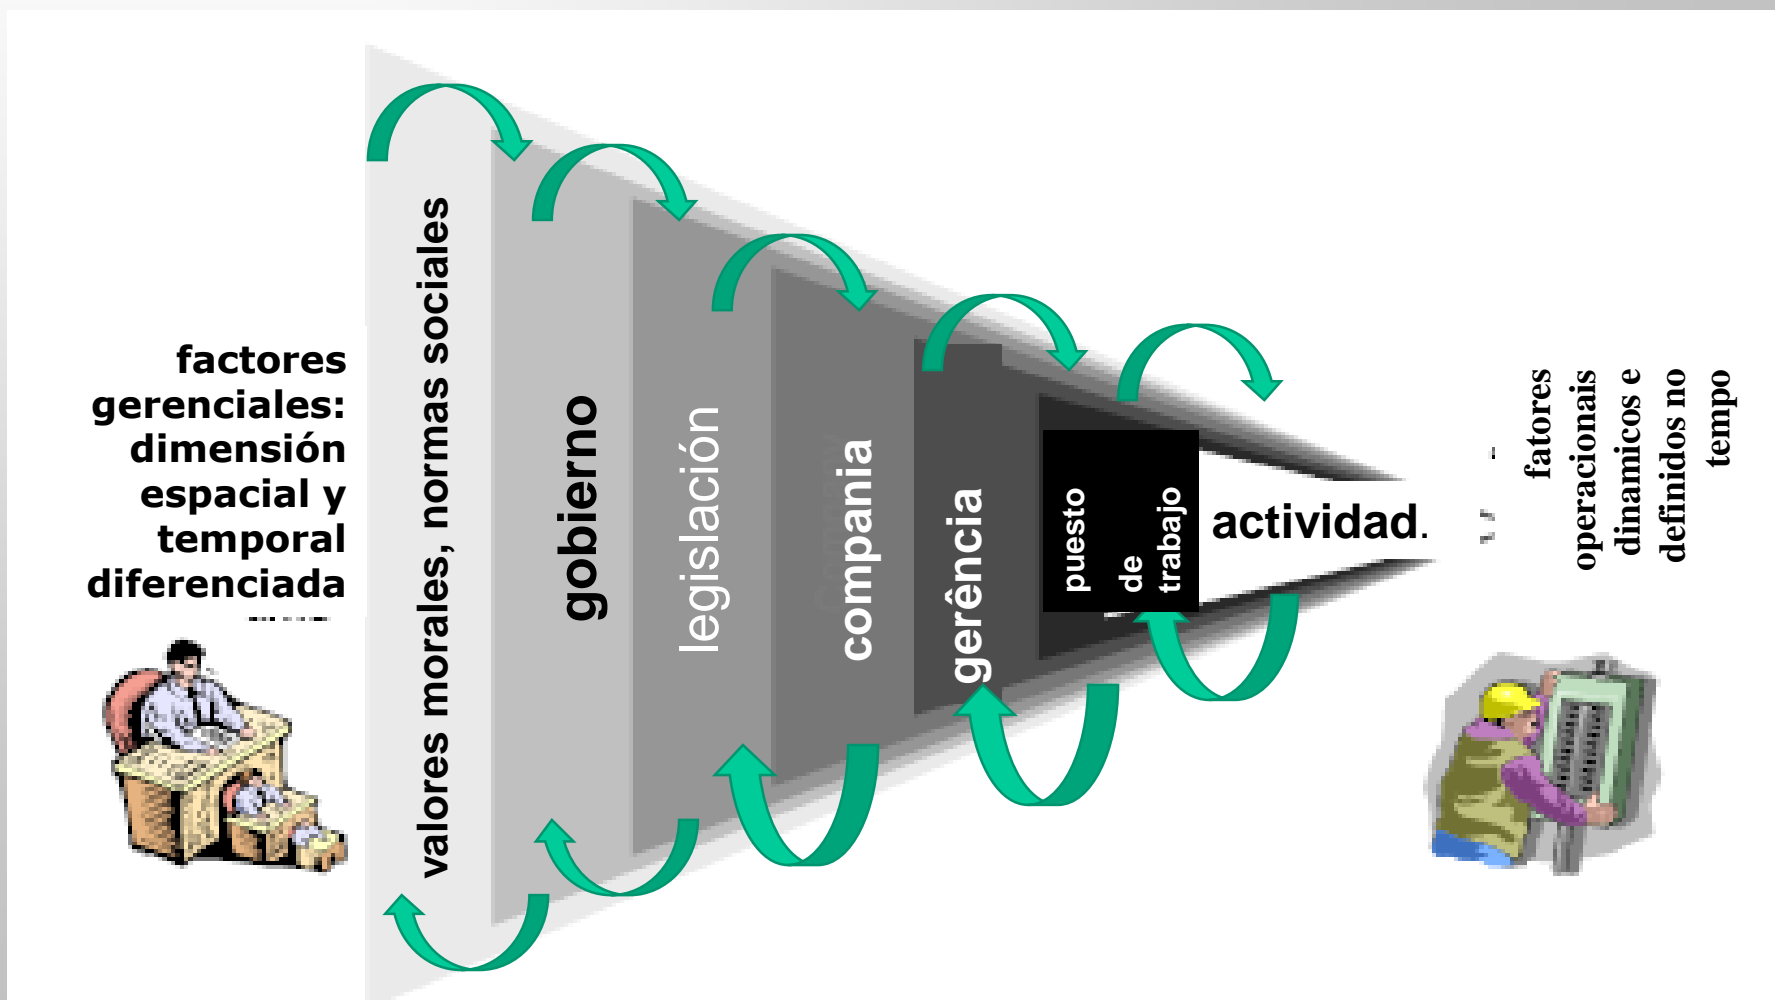 factores
gerenciales:
dimensión
espacial y
temporal
diferenciada
valores morales, normas sociales
gobierno
legislación
compania
gerência
puesto
de
trabajo
actividad.
fatores
operacionais
dinamicos e
definidos no
tempo